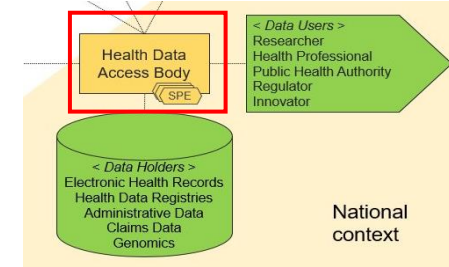 Health Data
Access Body
SPE
< Data Users >
Researcher
Health Professional
Public Health Authority
Regulator
Innovator
< Data Holders >
Electronic Health Records
Health Data Registries
Administrative Data
Claims Data
Genomics
National
context